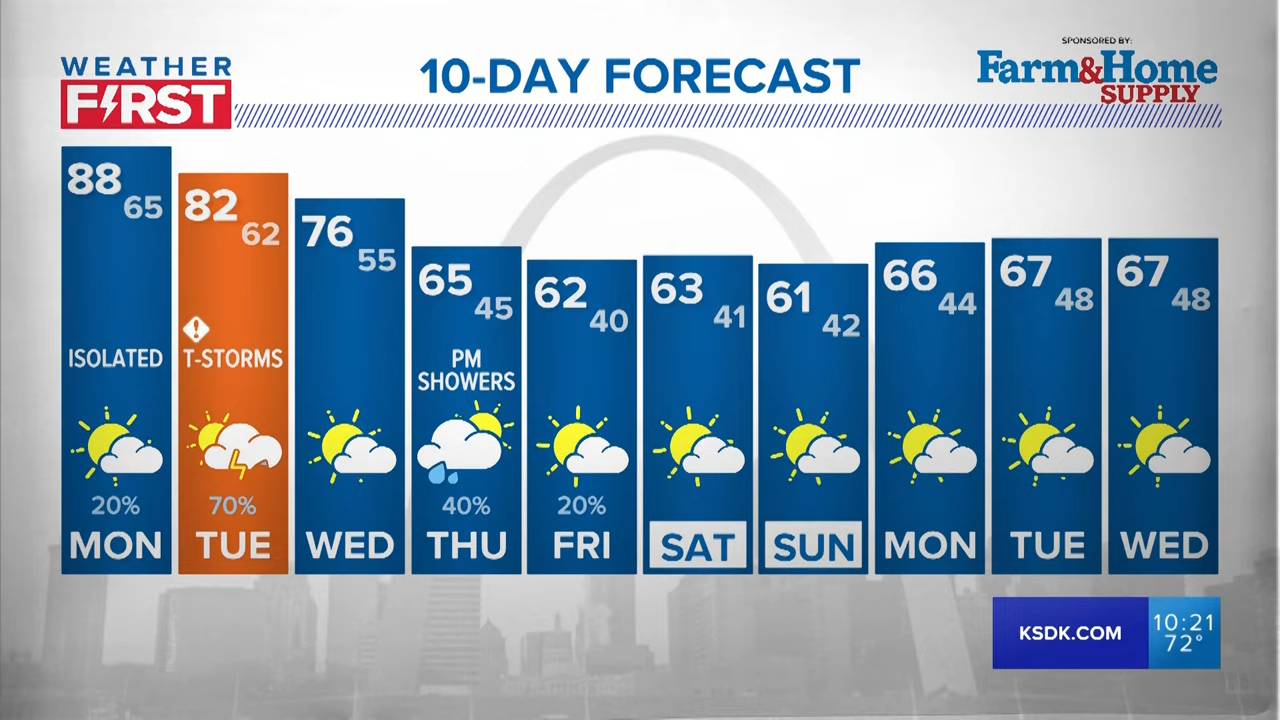 WEATHER
FIRST
10-DAY FORECAST
SPONSORED BY:
Farm&Home
SUPPLY
88 65
ISOLATED
20%
MON
82 62
!
T-STORMS
70%
TUE
76 55
WED
65 45
PM
SHOWERS
40%
THU
62 40
20%
FRI
63 41
SAT
61 42
SUN
66 44
MON
67 48
TUE
67 48
WED
KSDK.COM
10:21
72°